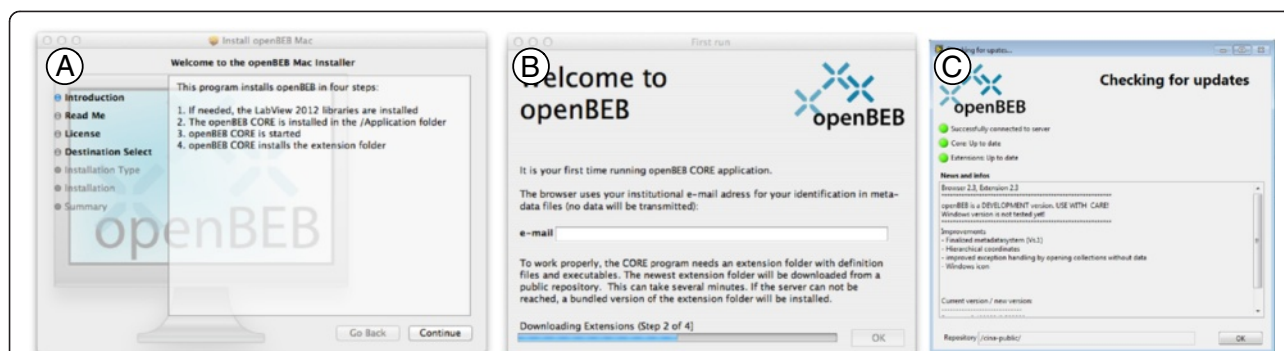 A
Install openBEB Mac
Welcome to the openBEB Mac Installer
Introduction
Read Me
License
Destination Select
Installation Type
Installation
Summary
This program installs openBEB in four steps:
1. If needed, the LabView 2012 libraries are installed
2. The openBEB CORE is installed in the /Application folder
3. openBEB CORE is started
4. openBEB CORE installs the extension folder
openBEB
Go Back
Continue
B
First run
Welcome to
openBEB
openBEB
It is your first time running openBEB CORE application.
The browser uses your institutional e-mail adress for your identification in meta-
data files (no data will be transmitted):
e-mail
To work properly, the CORE program needs an extension folder with definition
files and executables. The newest extension folder will be downloaded from a
public repository. This can take several minutes. If the server can not be
reached, a bundled version of the extension folder will be installed.
Downloading Extensions (Step 2 of 4]
OK
C
for upates...
openBEB
Checking for updates
Successfully connected to server
Core: Up to date
Extensions: Up to date
News and infos
Browser 2.3, Extension 2.3
openBEB is a DEVELOPMENT version. USE WITH CARE!
Windows version is not tested yet!
Improvements
- Finalized metadatasystem (Vs.1)
- Hierarchical coordinates
- improved exception handling by opening collections without data
- Windows icon
Current version / new version:
Repository /cina-public/
OK